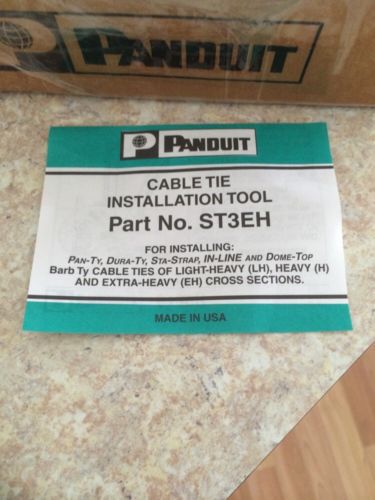 PANDUIT
P PANDUIT
CABLE TIE
INSTALLATION TOOL
Part No. ST3EH
FOR INSTALLING:
PAN-TY, DURA-TY, STA-STRAP, IN-LINE AND DOME-TOP
Barb Ty CABLE TIES OF LIGHT-HEAVY (LH), HEAVY (H)
AND EXTRA-HEAVY (EH) CROSS SECTIONS.
MADE IN USA